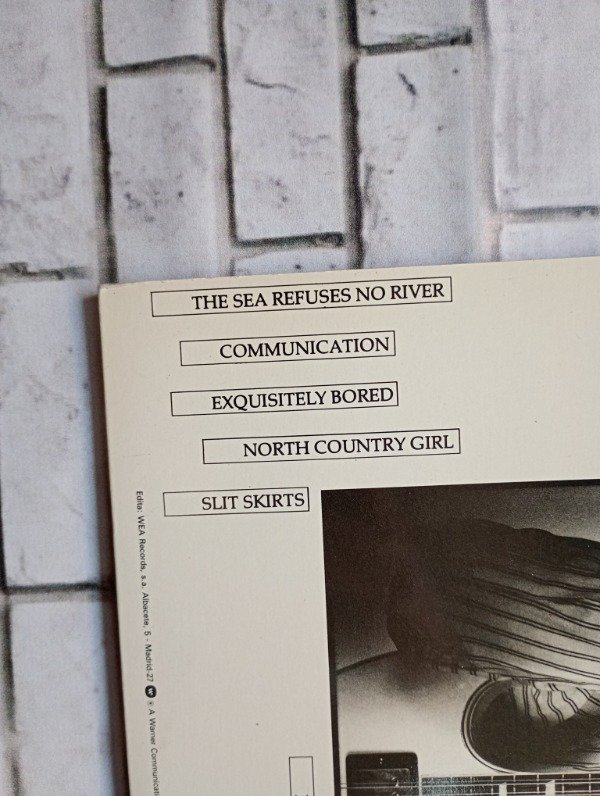 THE SEA REFUSES NO RIVER
COMMUNICATION
EXQUISITELY BORED
NORTH COUNTRY GIRL
SLIT SKIRTS
Edita: WEA Records, s.a. Albacete, 5 - Madrid-27 w ℗ A Warner Communication